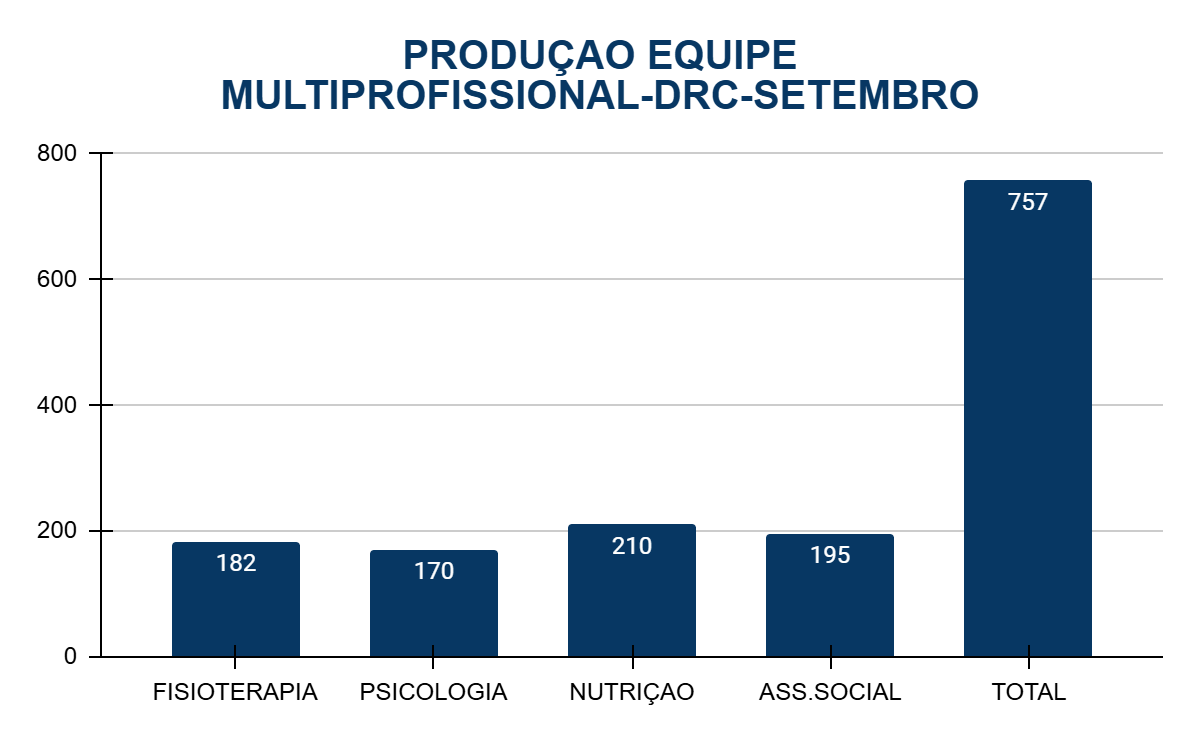 PRODUÇAO EQUIPE
MULTIPROFISSIONAL-DRC-SETEMBRO
800
600
400
200
0
182
170
210
195
757
FISIOTERAPIA
PSICOLOGIA
NUTRIÇAO
ASS.SOCIAL
TOTAL